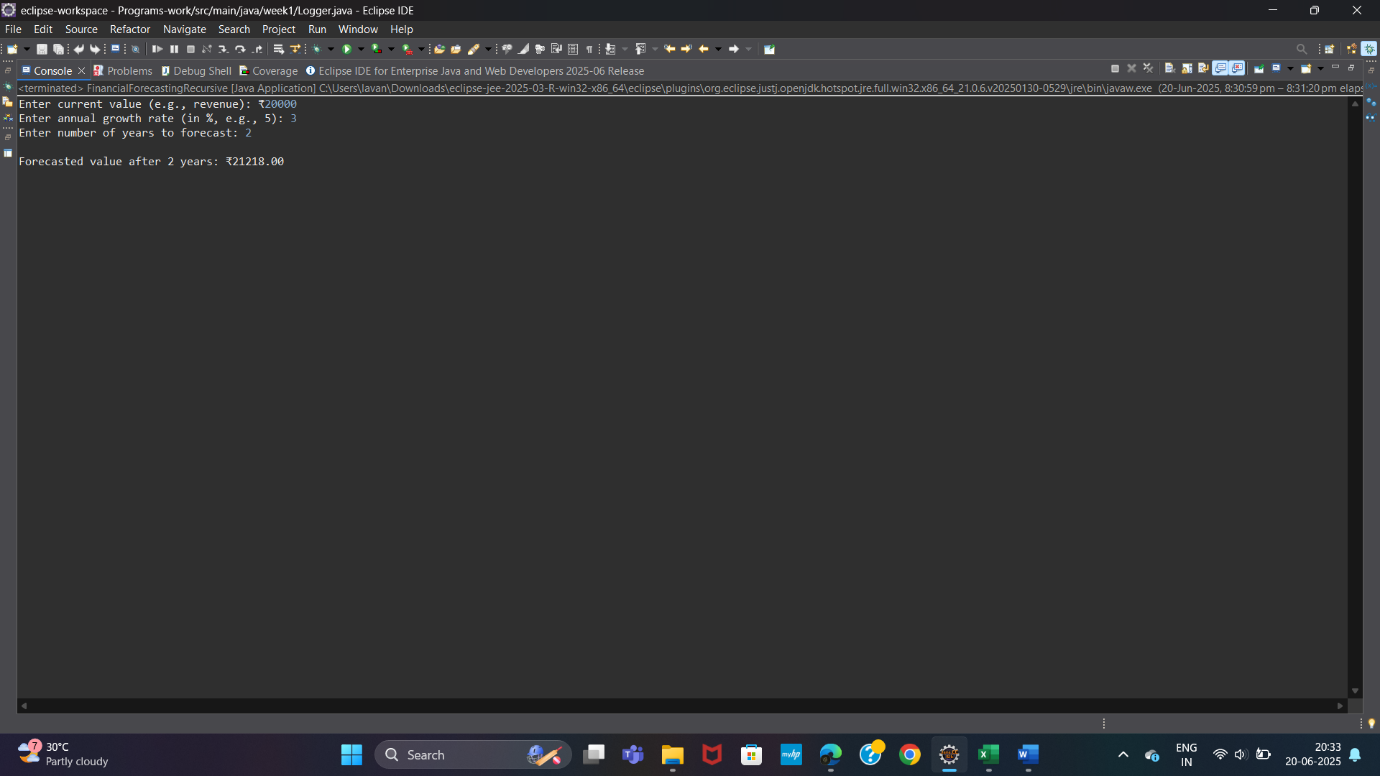 eclipse-workspace - Programs-work/src/main/java/week1/Logger.java - Eclipse IDE
File Edit Source Refactor Navigate Search Project Run Window Help
Console Problems Debug Shell Coverage Eclipse IDE for Enterprise Java and Web Developers 2025-06 Release
<terminated> FinancialForecastingRecursive [Java Application] C:\Users\lavan\Downloads\eclipse-jee-2025-03-R-win32-x86_64\eclipse\plugins\org.eclipse.justj.openjdk.hotspot.jre.full.win32.x86_64_21.0.6.v20250130-0529\jre\bin\javaw.exe (20-Jun-2025, 8:30:59 pm – 8:31:20 pm elaps
Enter current value (e.g., revenue): ₹20000
Enter annual growth rate (in %, e.g., 5): 3
Enter number of years to forecast: 2
Forecasted value after 2 years: ₹21218.00
7
30°C
Partly cloudy
Search
mvhp
ENG
IN
20:33
20-06-2025